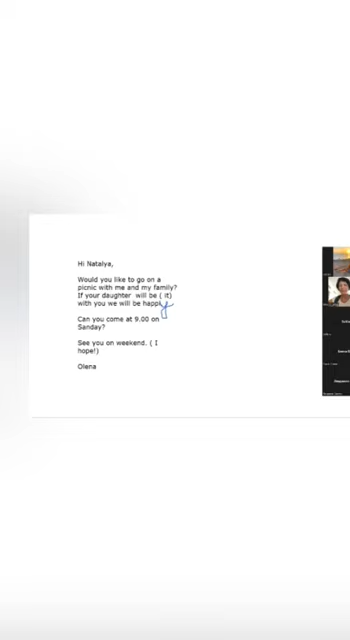 Hi Natalya,
Would you like to go on a
picnic with me and my family?
If your daughter will be ( it)
with you we will be happy
Can you come at 9.00 on
Sanday?
See you on weekend. ( I
hope!)
Olena